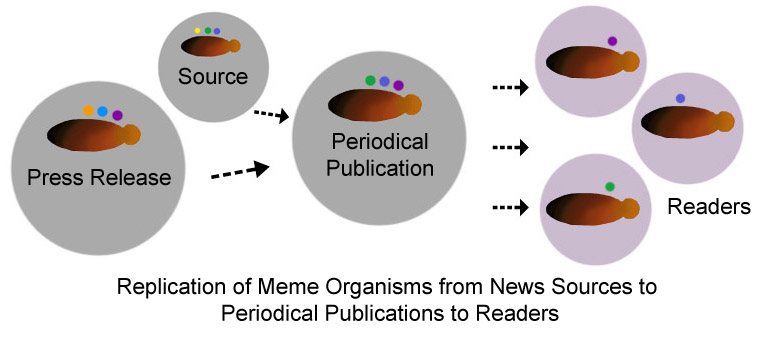 Source
Press Release
Periodical
Publication
Readers
Replication of Meme Organisms from News Sources to
Periodical Publications to Readers